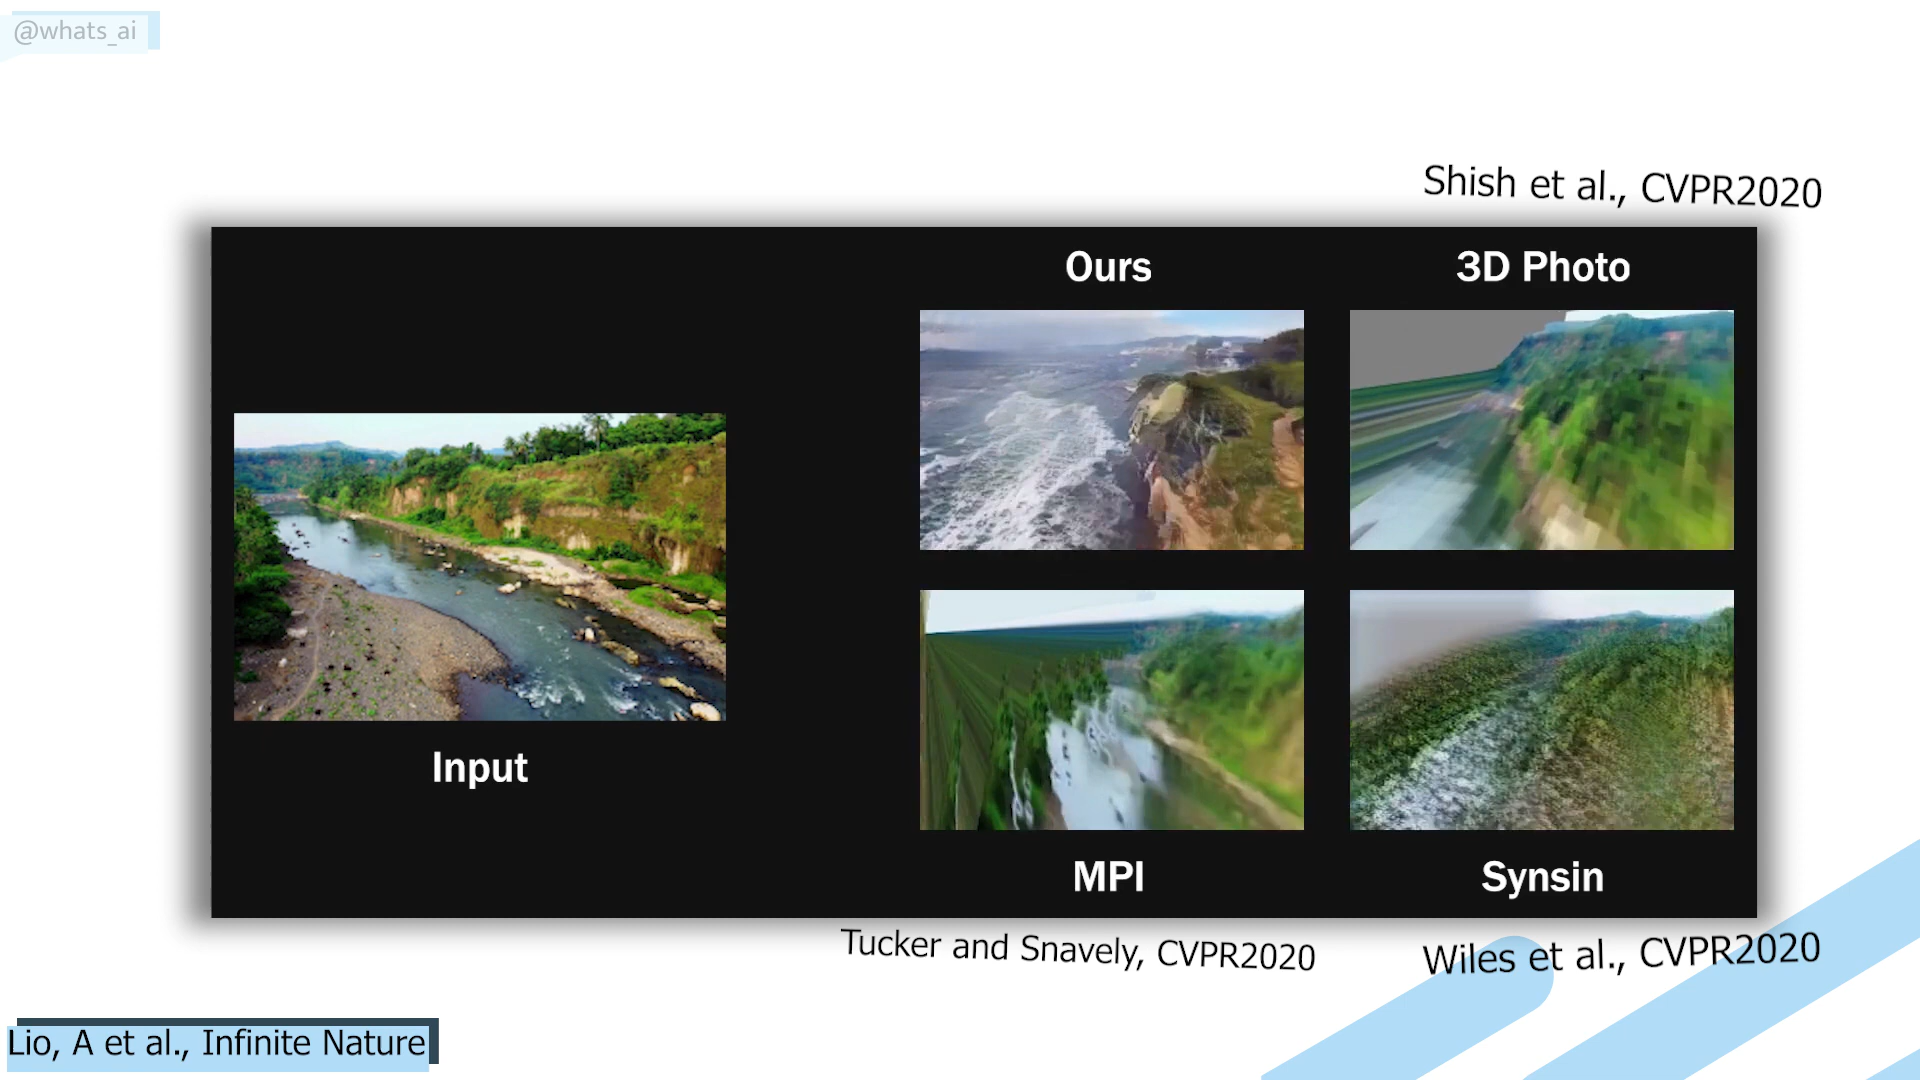 @whats_ai
Shish et al., CVPR2020
Ours
3D Photo
Input
MPI
Synsin
Tucker and Snavely, CVPR2020
Wiles et al., CVPR2020
Lio, A et al., Infinite Nature